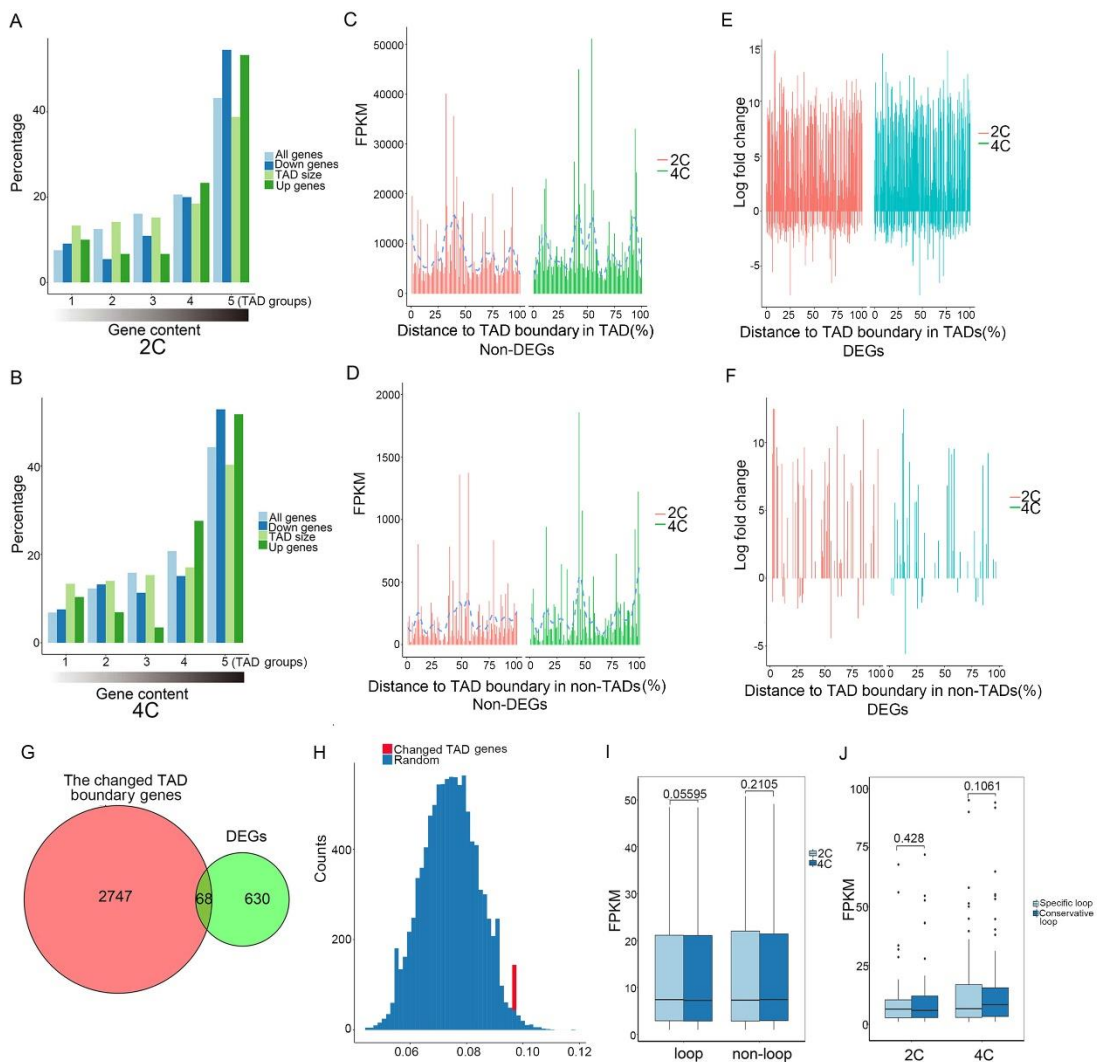 A
Percentage
40
20
0
1 2 3 4 5 (TAD groups)
Gene content
2C
All genes
Down genes
TAD size
Up genes
B
Percentage
40
20
0
1 2 3 4 5 (TAD groups)
Gene content
4C
All genes
Down genes
TAD size
Up genes
C
FPKM
50000
40000
30000
20000
10000
0
0 25 50 75 100 0 25 50 75 100
Distance to TAD boundary in TAD(%)
Non-DEGs
2C
4C
D
FPKM
2000
1500
1000
500
0
0 25 50 75 100 0 25 50 75 100
Distance to TAD boundary in non-TADs(%)
Non-DEGs
2C
4C
E
Log fold change
15
10
5
0
-5
0 25 50 75 100 0 25 50 75 100
Distance to TAD boundary in TADs(%)
DEGs
2C
4C
F
Log fold change
10
5
0
-5
0 25 50 75 100 0 25 50 75 100
Distance to TAD boundary in non-TADs(%)
DEGs
2C
4C
G
The changed TAD
boundary genes
DEGs
2747
68
630
H
Changed TAD genes
Random
Counts
400
200
0
0.06 0.08 0.10 0.12
I
FPKM
50
40
30
20
10
0
0.05595
0.2105
loop non-loop
2C
4C
J
FPKM
100
75
50
25
0
0.428
0.1061
2C 4C
Specific loop
Conservative
loop